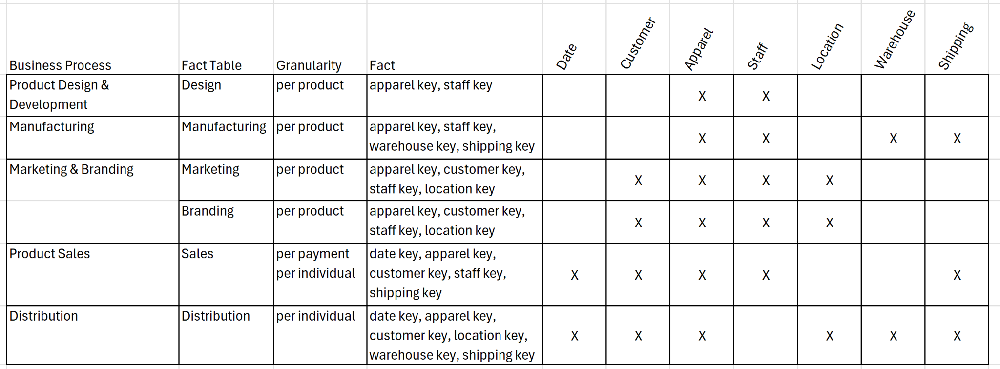 Business Process Fact Table Granularity Fact Date Customer Apparel Staff Location Warehouse Shipping
Product Design & Design per product apparel key, staff key X X
Development
Manufacturing Manufacturing per product apparel key, staff key, X X X X
warehouse key, shipping key
Marketing & Branding Marketing per product apparel key, customer key, X X X X
staff key, location key
Branding per product apparel key, customer key, X X X X
staff key, location key
Product Sales Sales per payment date key, apparel key,
per individual customer key, staff key, X X X X X
shipping key
Distribution Distribution per individual date key, apparel key,
customer key, location key, X X X X X X
warehouse key, shipping key